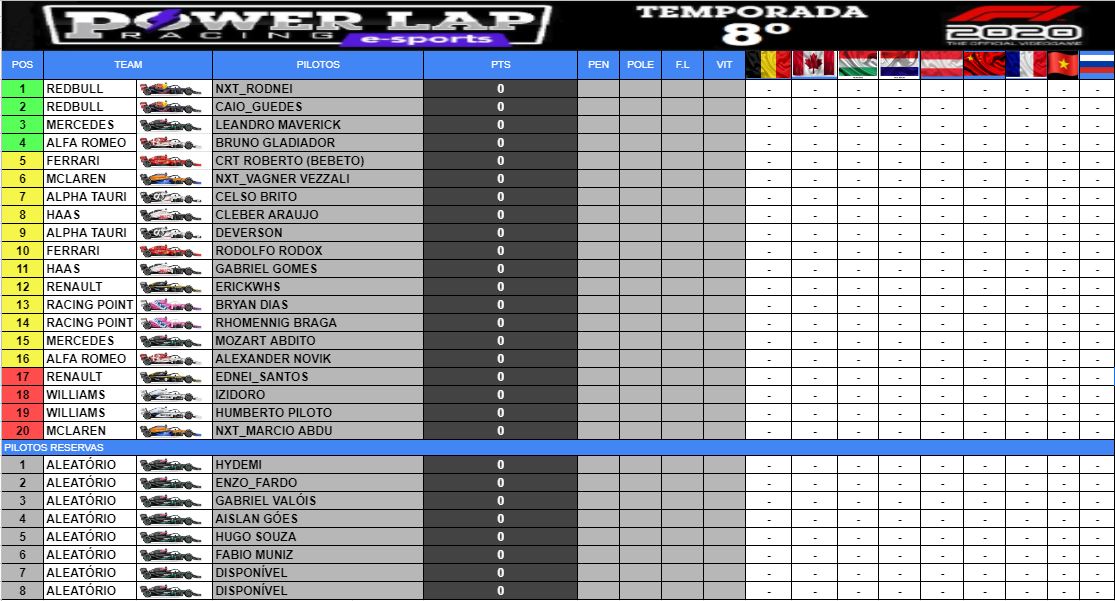 POWER LAP
RACING e-sports
TEMPORADA
8º
F1
2020
THE OFFICIAL VIDEOGAME
POS TEAM PILOTOS PTS PEN POLE F.L VIT
1 REDBULL NXT_RODNEI 0 - - - - - - - - -
2 REDBULL CAIO_GUEDES 0 - - - - - - - - -
3 MERCEDES LEANDRO MAVERICK 0 - - - - - - - - -
4 ALFA ROMEO BRUNO GLADIADOR 0 - - - - - - - - -
5 FERRARI CRT ROBERTO (BEBETO) 0 - - - - - - - - -
6 MCLAREN NXT_VAGNER VEZZALI 0 - - - - - - - - -
7 ALPHA TAURI CELSO BRITO 0 - - - - - - - - -
8 HAAS CLEBER ARAUJO 0 - - - - - - - - -
9 ALPHA TAURI DEVERSON 0 - - - - - - - - -
10 FERRARI RODOLFO RODOX 0 - - - - - - - - -
11 HAAS GABRIEL GOMES 0 - - - - - - - - -
12 RENAULT ERICKWHS 0 - - - - - - - - -
13 RACING POINT BRYAN DIAS 0 - - - - - - - - -
14 RACING POINT RHOMENNIG BRAGA 0 - - - - - - - - -
15 MERCEDES MOZART ABDITO 0 - - - - - - - - -
16 ALFA ROMEO ALEXANDER NOVIK 0 - - - - - - - - -
17 RENAULT EDNEI_SANTOS 0 - - - - - - - - -
18 WILLIAMS IZIDORO 0 - - - - - - - - -
19 WILLIAMS HUMBERTO PILOTO 0 - - - - - - - - -
20 MCLAREN NXT_MARCIO ABDU 0 - - - - - - - - -
PILOTOS RESERVAS
1 ALEATÓRIO HYDEMI 0 - - - - - - - - -
2 ALEATÓRIO ENZO_FARDO 0 - - - - - - - - -
3 ALEATÓRIO GABRIEL VALÓIS 0 - - - - - - - - -
4 ALEATÓRIO AISLAN GÓES 0 - - - - - - - - -
5 ALEATÓRIO HUGO SOUZA 0 - - - - - - - - -
6 ALEATÓRIO FABIO MUNIZ 0 - - - - - - - - -
7 ALEATÓRIO DISPONÍVEL 0 - - - - - - - - -
8 ALEATÓRIO DISPONÍVEL 0 - - - - - - - - -